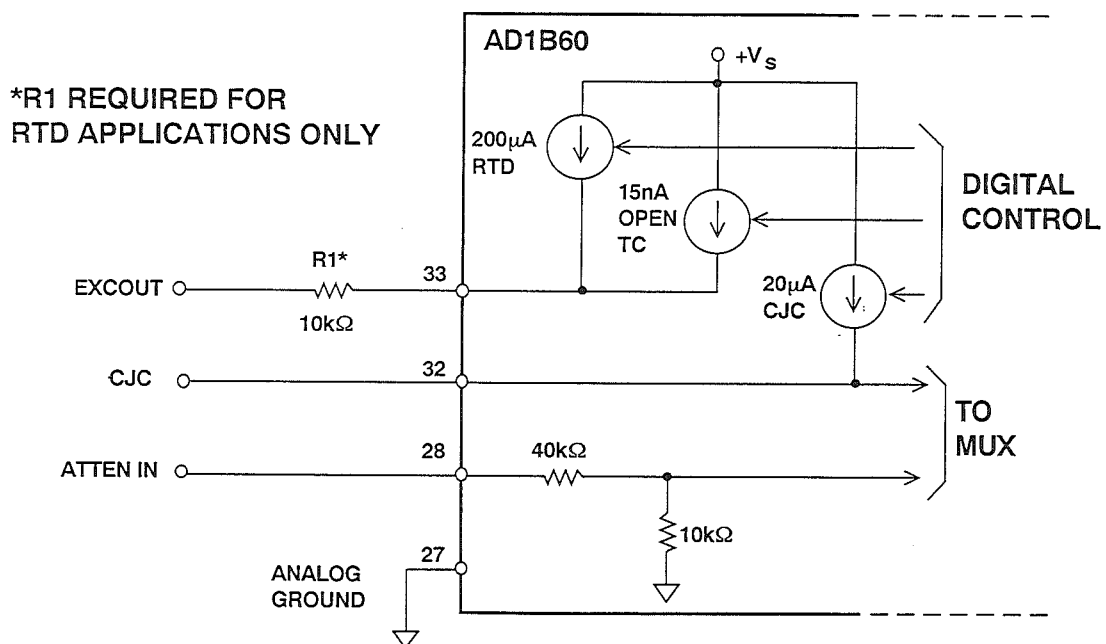 AD1B60
+VS
*R1 REQUIRED FOR
RTD APPLICATIONS ONLY
200μA
RTD
15nA
OPEN
TC
DIGITAL
CONTROL
EXCOUT
R1*
10kΩ
33
20μA
CJC
CJC
32
TO
MUX
ATTEN IN
28
40kΩ
10kΩ
27
ANALOG
GROUND